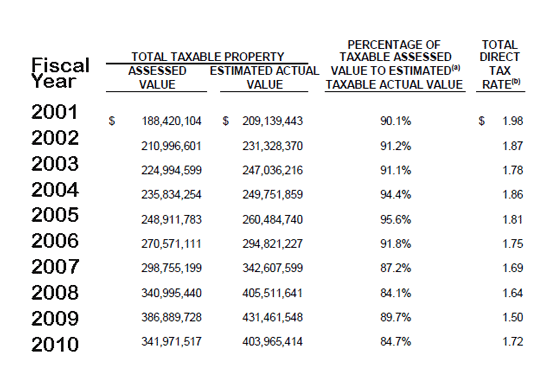 Fiscal Year
TOTAL TAXABLE PROPERTY
ASSESSED VALUE
ESTIMATED ACTUAL VALUE
PERCENTAGE OF TAXABLE ASSESSED VALUE TO ESTIMATED(a) TAXABLE ACTUAL VALUE
TOTAL DIRECT TAX RATE(b)
2001 $ 188,420,104 $ 209,139,443 90.1% $ 1.98
2002 210,996,601 231,328,370 91.2% 1.87
2003 224,994,599 247,036,216 91.1% 1.78
2004 235,834,254 249,751,859 94.4% 1.86
2005 248,911,783 260,484,740 95.6% 1.81
2006 270,571,111 294,821,227 91.8% 1.75
2007 298,755,199 342,607,599 87.2% 1.69
2008 340,995,440 405,511,641 84.1% 1.64
2009 386,889,728 431,461,548 89.7% 1.50
2010 341,971,517 403,965,414 84.7% 1.72